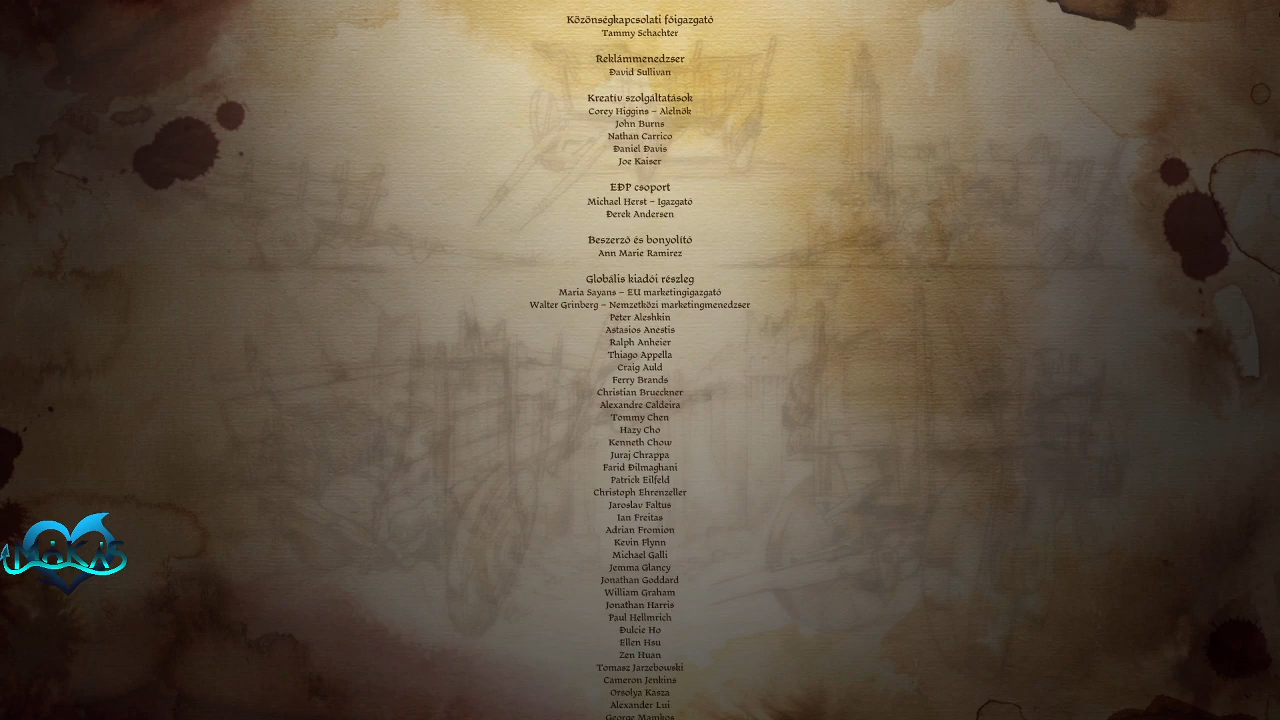 Közönségkapcsolati főigazgató
Tammy Schachter
Reklámmenedzser
David Sullivan
Kreatív szolgáltatások
Corey Higgins – Alelnök
John Burns
Nathan Carrico
Daniel Davis
Joe Kaiser
EDP csoport
Michael Herst – Igazgató
Derek Andersen
Beszerző és bonyolító
Ann Marie Ramirez
Globális kiadói részleg
Maria Sayans – EU marketingigazgató
Walter Grinberg – Nemzetközi marketingmenedzser
Peter Aleshkin
Astasios Anestis
Ralph Anheier
Thiago Appella
Craig Auld
Ferry Brands
Christian Brueckner
Alexandre Caldeira
Tommy Chen
Hazy Cho
Kenneth Chow
Juraj Chrappa
Farid Dilmaghani
Patrick Eilfeld
Christoph Ehrenzeller
Jaroslav Faltus
Ian Freitas
Adrian Fromion
Kevin Flynn
Michael Galli
Jemma Glancy
Jonathan Goddard
William Graham
Jonathan Harris
Paul Hellmrich
Dulcie Ho
Ellen Hsu
Zen Huan
Tomasz Jarzebowski
Cameron Jenkins
Orsolya Kasza
Alexander Lui
George Mamkos
MAKAS